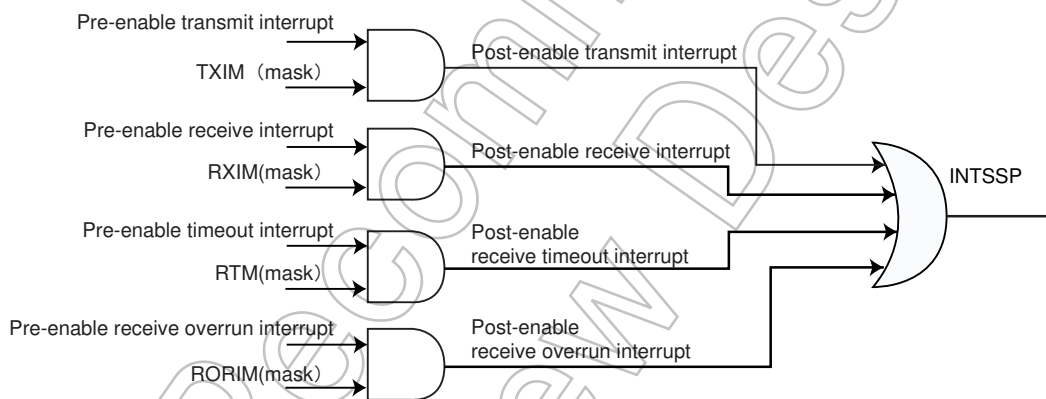 Pre-enable transmit interrupt
TXIM （mask）
Post-enable transmit interrupt
Pre-enable receive interrupt
RXIM(mask）
Post-enable receive interrupt
INTSSP
Pre-enable timeout interrupt
RTM(mask）
Post-enable
receive timeout interrupt
Pre-enable receive overrun interrupt
RORIM(mask）
Post-enable
receive overrun interrupt